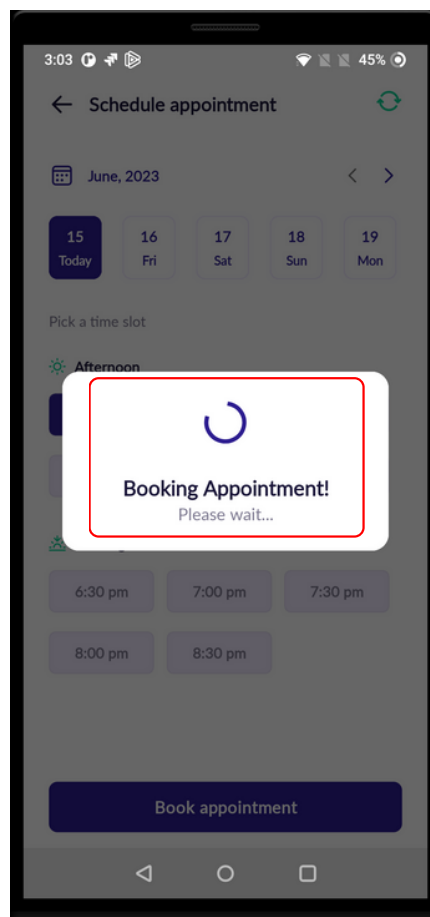 3:03 45%
Schedule appointment
June, 2023
15 16 17 18 19
Today Fri Sat Sun Mon
Pick a time slot
Afternoon
Booking Appointment!
Please wait...
6:30 pm 7:00 pm 7:30 pm
8:00 pm 8:30 pm
Book appointment